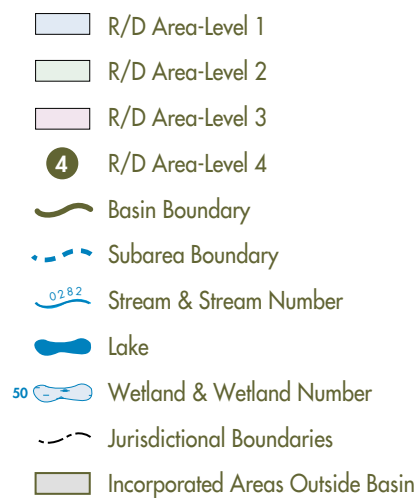 R/D Area-Level 1
R/D Area-Level 2
R/D Area-Level 3
4 R/D Area-Level 4
Basin Boundary
Subarea Boundary
0282 Stream & Stream Number
Lake
50 Wetland & Wetland Number
Jurisdictional Boundaries
Incorporated Areas Outside Basin